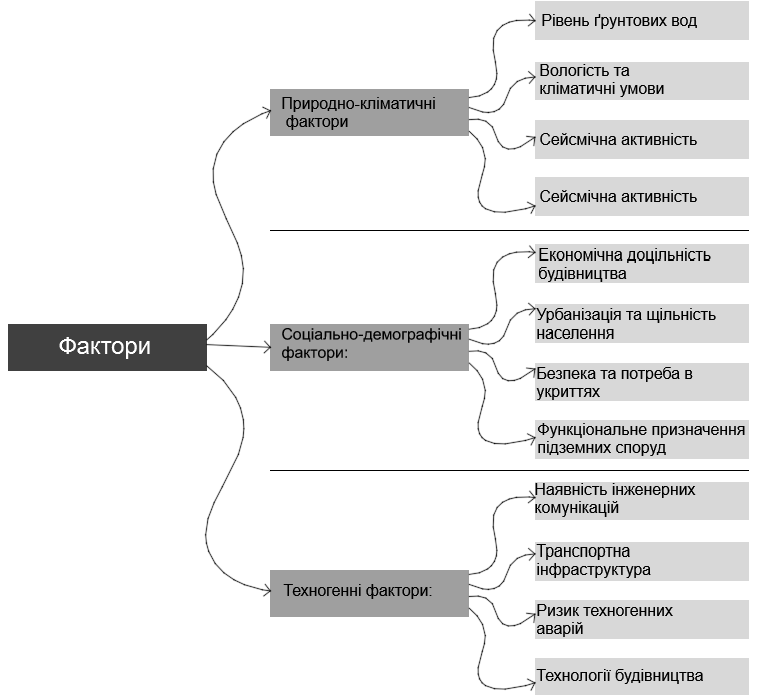 Фактори
Природно-кліматичні
фактори
Рівень ґрунтових вод
Вологість та
кліматичні умови
Сейсмічна активність
Сейсмічна активність
Соціально-демографічні
фактори:
Економічна доцільність
будівництва
Урбанізація та щільність
населення
Безпека та потреба в
укриттях
Функціональне призначення
підземних споруд
Техногенні фактори:
Наявність інженерних
комунікацій
Транспортна
інфраструктура
Ризик техногенних
аварій
Технології будівництва